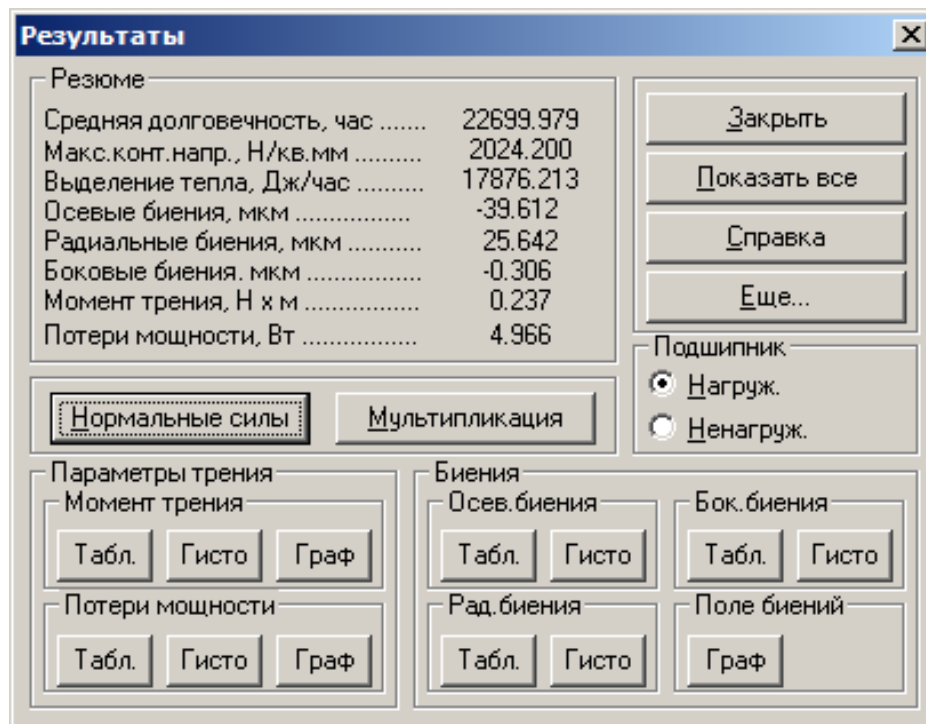 Результаты
Резюме
Средняя долговечность, час ....... 22699.979
Макс.конт.напр., Н/кв.мм .......... 2024.200
Выделение тепла, Дж/час .......... 17876.213
Осевые биения, мкм ................. -39.612
Радиальные биения, мкм ........... 25.642
Боковые биения. мкм ................. -0.306
Момент трения, Н х м ................. 0.237
Потери мощности, Вт ................. 4.966
Закрыть
Показать все
Справка
Еще...
Подшипник
Нагруж.
Ненагруж.
Нормальные силы Мультипликация
Параметры трения
Момент трения
Табл. Гисто Граф
Потери мощности
Табл. Гисто Граф
Биения
Осев.биения Бок.биения
Табл. Гисто Табл. Гисто
Рад.биения Поле биений
Табл. Гисто Граф